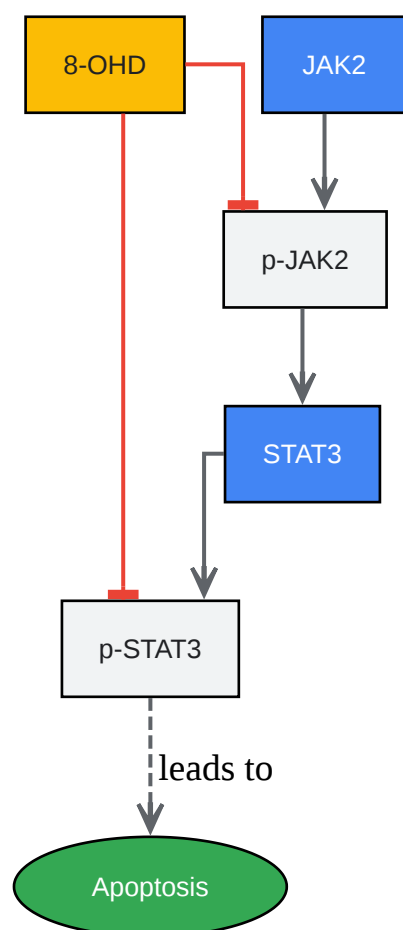 8-OHD
JAK2
p-JAK2
STAT3
p-STAT3
leads to
Apoptosis